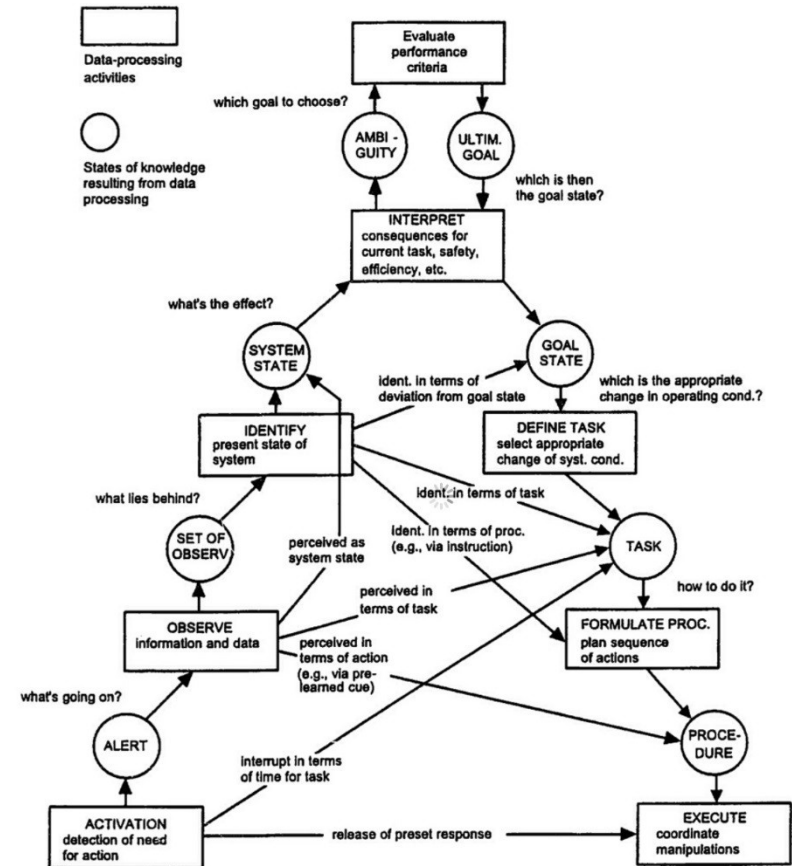 Data-processing
activities
States of knowledge
resulting from data
processing
Evaluate
performance
criteria
which goal to choose?
AMBI -
GUITY
ULTIM.
GOAL
which is then
the goal state?
INTERPRET
consequences for
current task, safety,
efficiency, etc.
what's the effect?
SYSTEM
STATE
GOAL
STATE
ident. in terms of
deviation from goal state
which is the appropriate
change in operating cond.?
IDENTIFY
present state of
system
DEFINE TASK
select appropriate
change of syst. cond.
what lies behind?
ident. in terms of task
SET OF
OBSERV.
perceived as
system state
ident. in terms of proc.
(e.g., via instruction)
TASK
perceived in
terms of task
how to do it?
OBSERVE
information and data
FORMULATE PROC.
plan sequence
of actions
perceived in
terms of action
(e.g., via pre-
learned cue)
what's going on?
ALERT
PROCE-
DURE
interrupt in terms
of time for task
ACTIVATION
detection of need
for action
release of preset response
EXECUTE
coordinate
manipulations